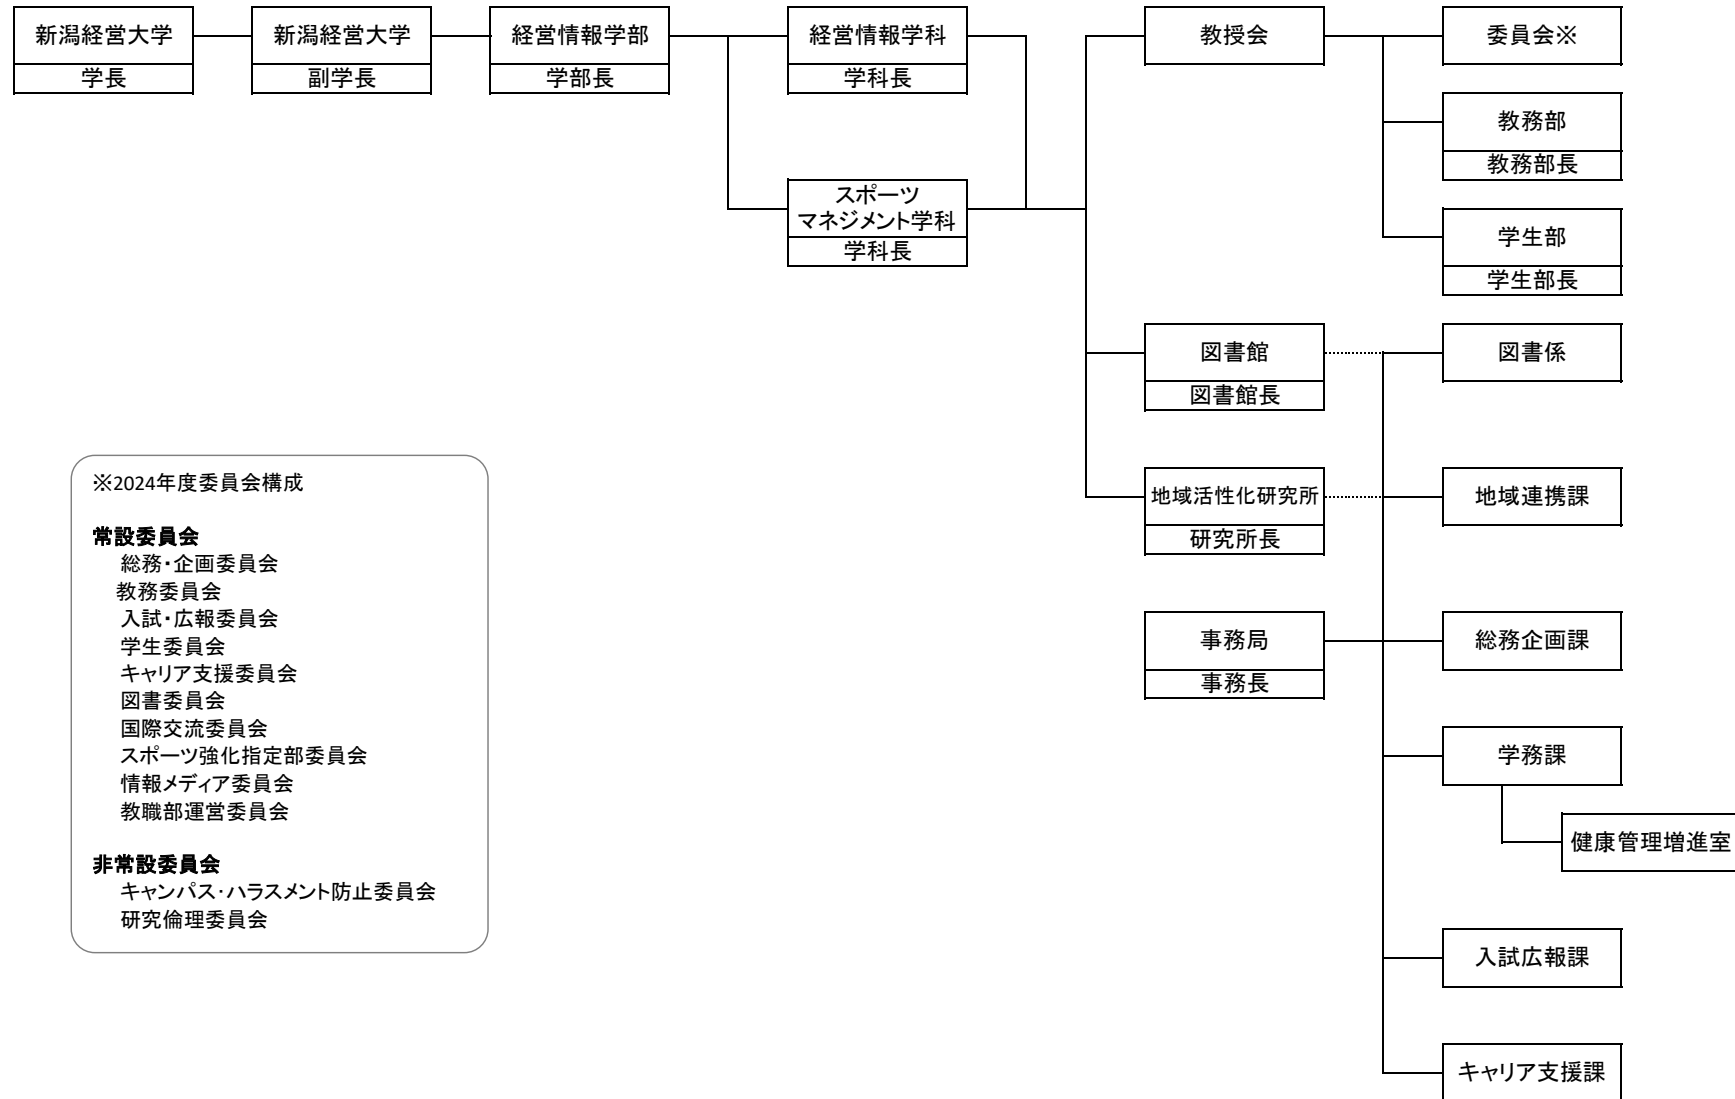 新潟経営大学
学長
新潟経営大学
副学長
経営情報学部
学部長
経営情報学科
学科長
スポーツ
マネジメント学科
学科長
教授会
委員会※
教務部
教務部長
学生部
学生部長
図書館
図書館長
図書係
地域活性化研究所
研究所長
地域連携課
事務局
事務長
総務企画課
学務課
健康管理増進室
入試広報課
キャリア支援課
※2024年度委員会構成
常設委員会
総務・企画委員会
教務委員会
入試・広報委員会
学生委員会
キャリア支援委員会
図書委員会
国際交流委員会
スポーツ強化指定部委員会
情報メディア委員会
教職部運営委員会
非常設委員会
キャンパス・ハラスメント防止委員会
研究倫理委員会